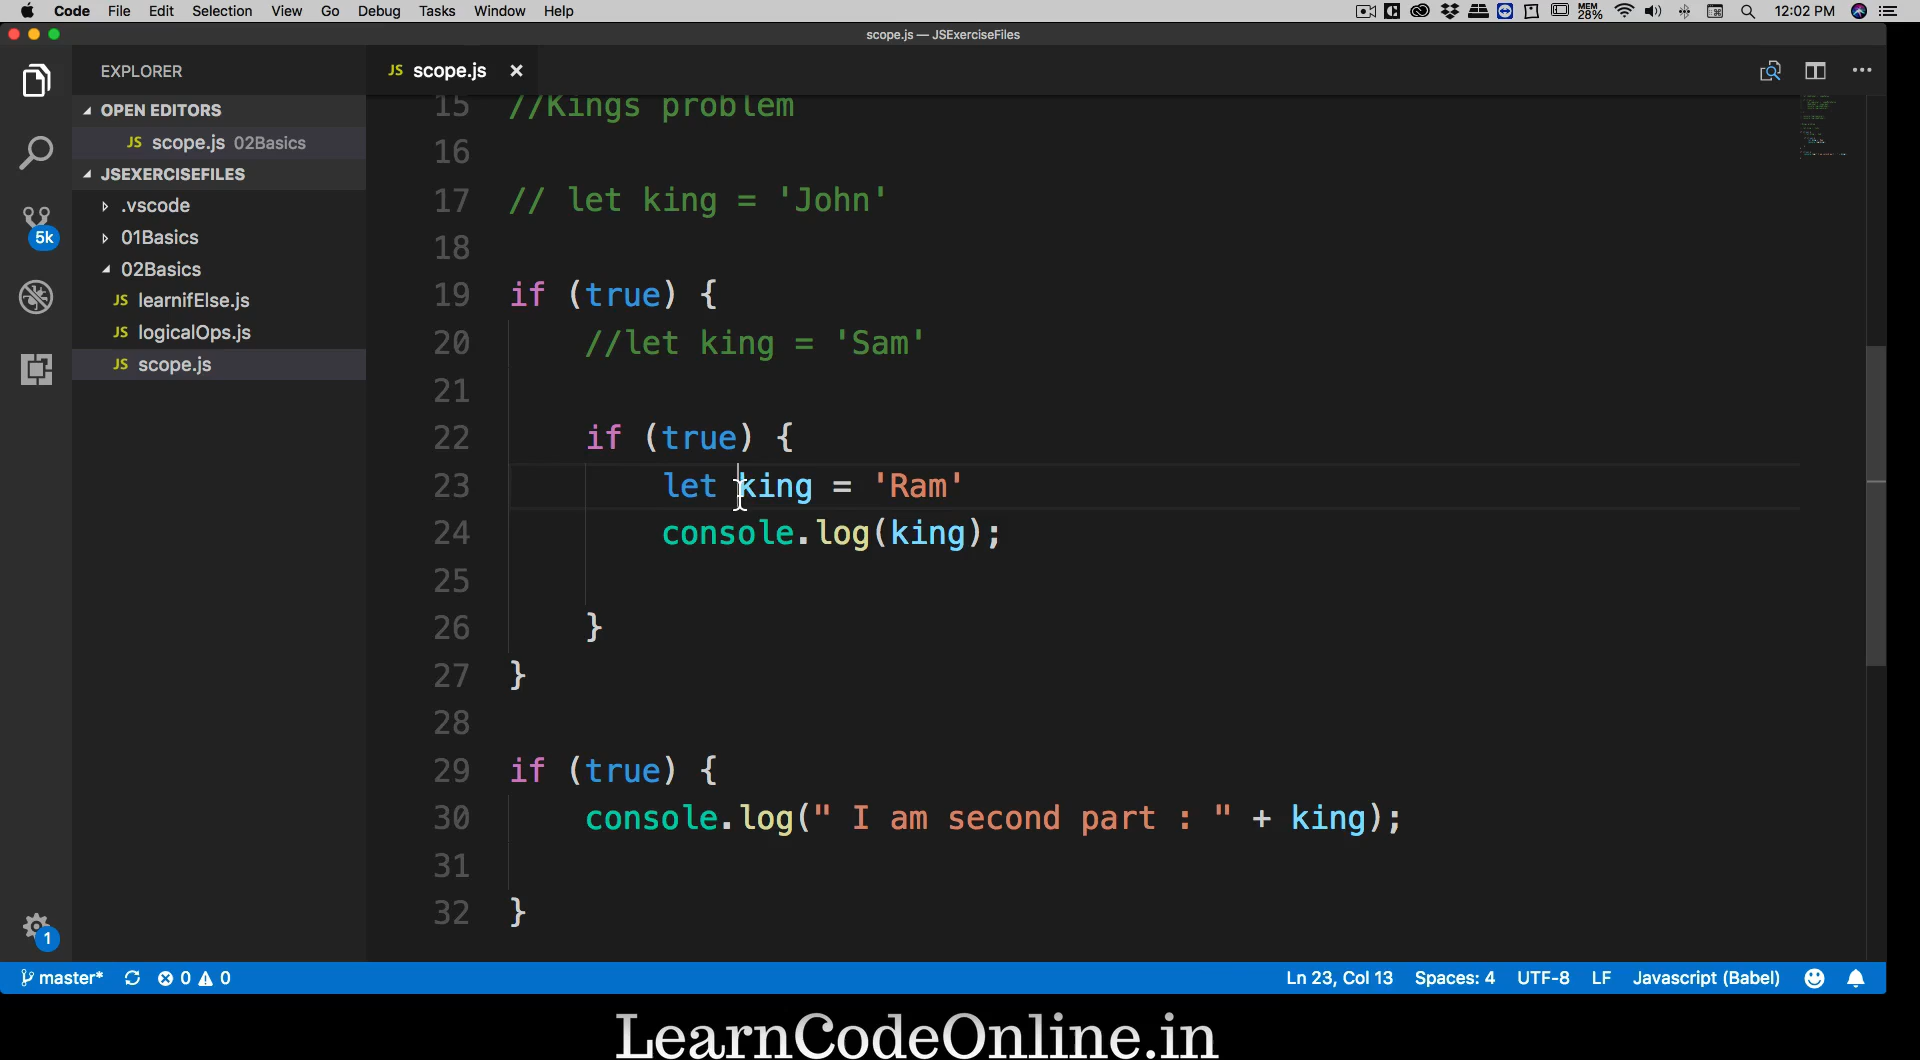 Code File Edit Selection View Go Debug Tasks Window Help MEM 28% 12:02 PM
scope.js — JSExerciseFiles
EXPLORER
JS scope.js ×
OPEN EDITORS
JS scope.js 02Basics
JSEXERCISEFILES
.vscode
01Basics
02Basics
JS learnifElse.js
JS logicalOps.js
JS scope.js
5k
1
15 //Kings problem
16
17 // let king = 'John'
18
19 if (true) {
20 //let king = 'Sam'
21
22 if (true) {
23 let king = 'Ram'
24 console.log(king);
25
26 }
27 }
28
29 if (true) {
30 console.log(" I am second part : " + king);
31
32 }
master* 0 0 Ln 23, Col 13 Spaces: 4 UTF-8 LF Javascript (Babel)
LearnCodeOnline.in